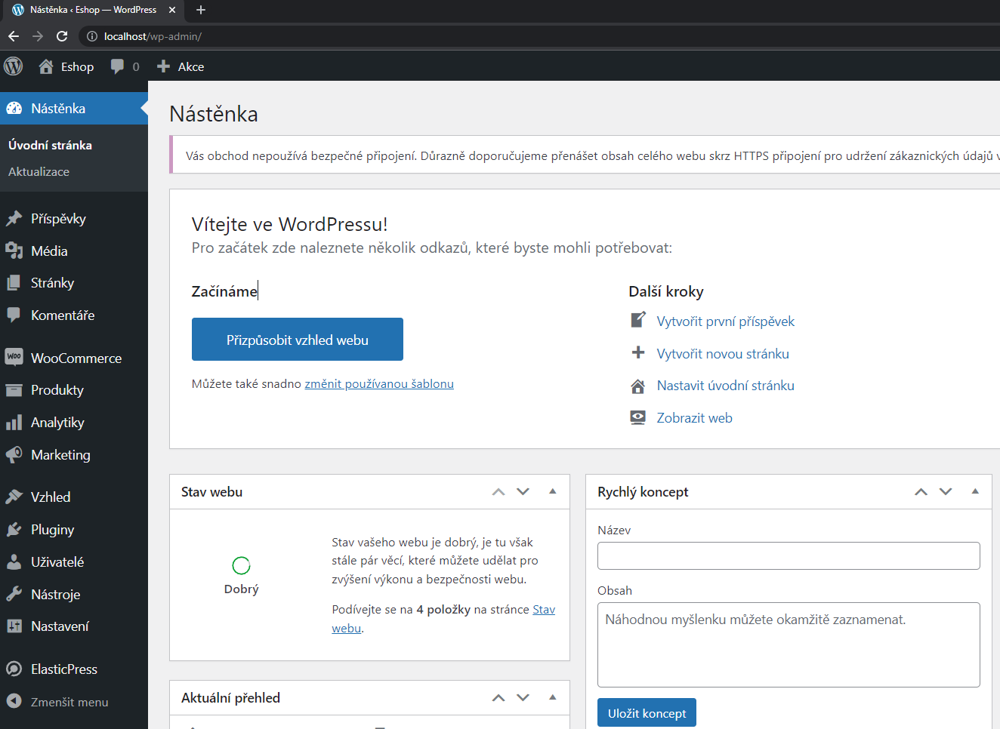 Nástěnka ‹ Eshop — WordPress
localhost/wp-admin/
Eshop
0
Akce
Nástěnka
Úvodní stránka
Aktualizace
Příspěvky
Média
Stránky
Komentáře
WooCommerce
Produkty
Analytiky
Marketing
Vzhled
Pluginy
Uživatelé
Nástroje
Nastavení
ElasticPress
Zmenšit menu
Nástěnka
Vás obchod nepoužívá bezpečné připojení. Důrazně doporučujeme přenášet obsah celého webu skrz HTTPS připojení pro udržení zákaznických údajů v
Vítejte ve WordPressu!
Pro začátek zde naleznete několik odkazů, které byste mohli potřebovat:
Začínáme
Přizpůsobit vzhled webu
Můžete také snadno změnit používanou šablonu
Další kroky
Vytvořit první příspěvek
Vytvořit novou stránku
Nastavit úvodní stránku
Zobrazit web
Stav webu
Dobrý
Stav vašeho webu je dobrý, je tu však
stále pár věcí, které můžete udělat pro
zvýšení výkonu a bezpečnosti webu.
Podívejte se na 4 položky na stránce Stav
webu.
Aktuální přehled
Rychlý koncept
Název
Obsah
Náhodnou myšlenku můžete okamžitě zaznamenat.
Uložit koncept